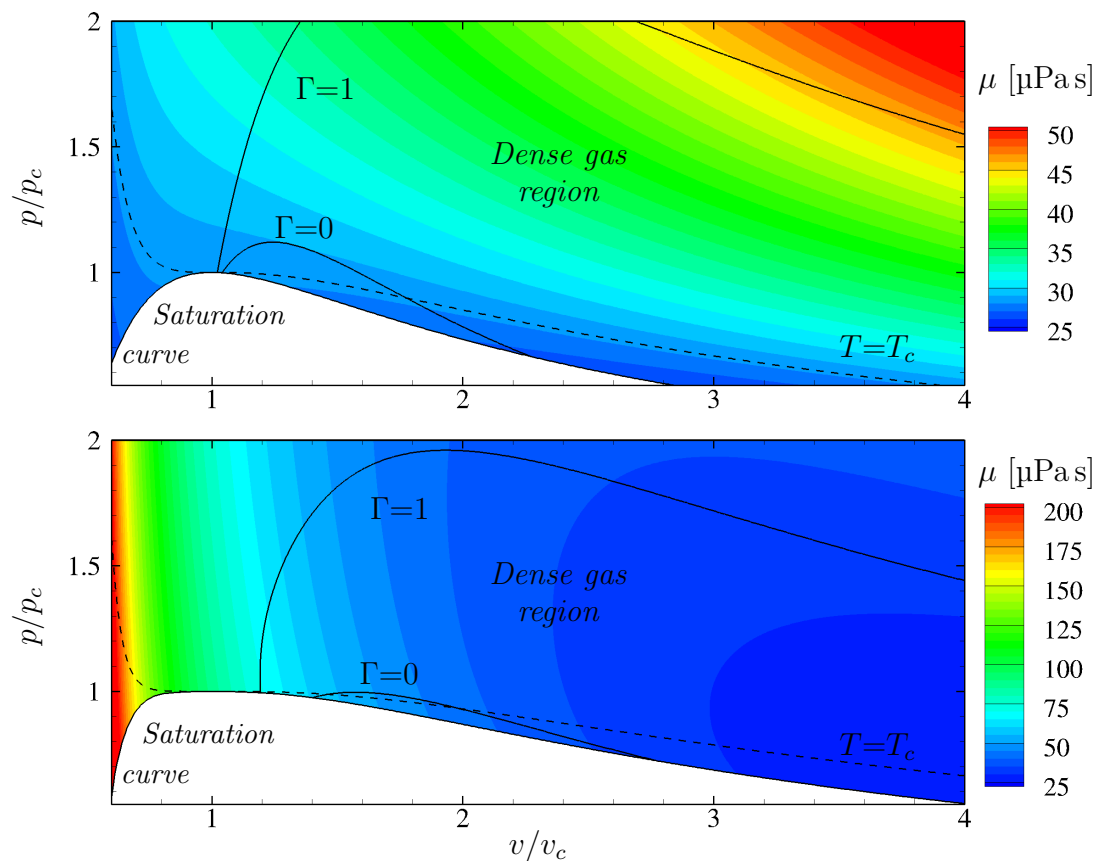 2
1.5
1
p/p_c
Γ=1
Γ=0
Dense gas
region
Saturation
curve
T=T_c
1
2
3
4
μ [μPa s]
50
45
40
35
30
25
2
1.5
1
p/p_c
Γ=1
Γ=0
Dense gas
region
Saturation
curve
T=T_c
1
2
3
4
v/v_c
μ [μPa s]
200
175
150
125
100
75
50
25